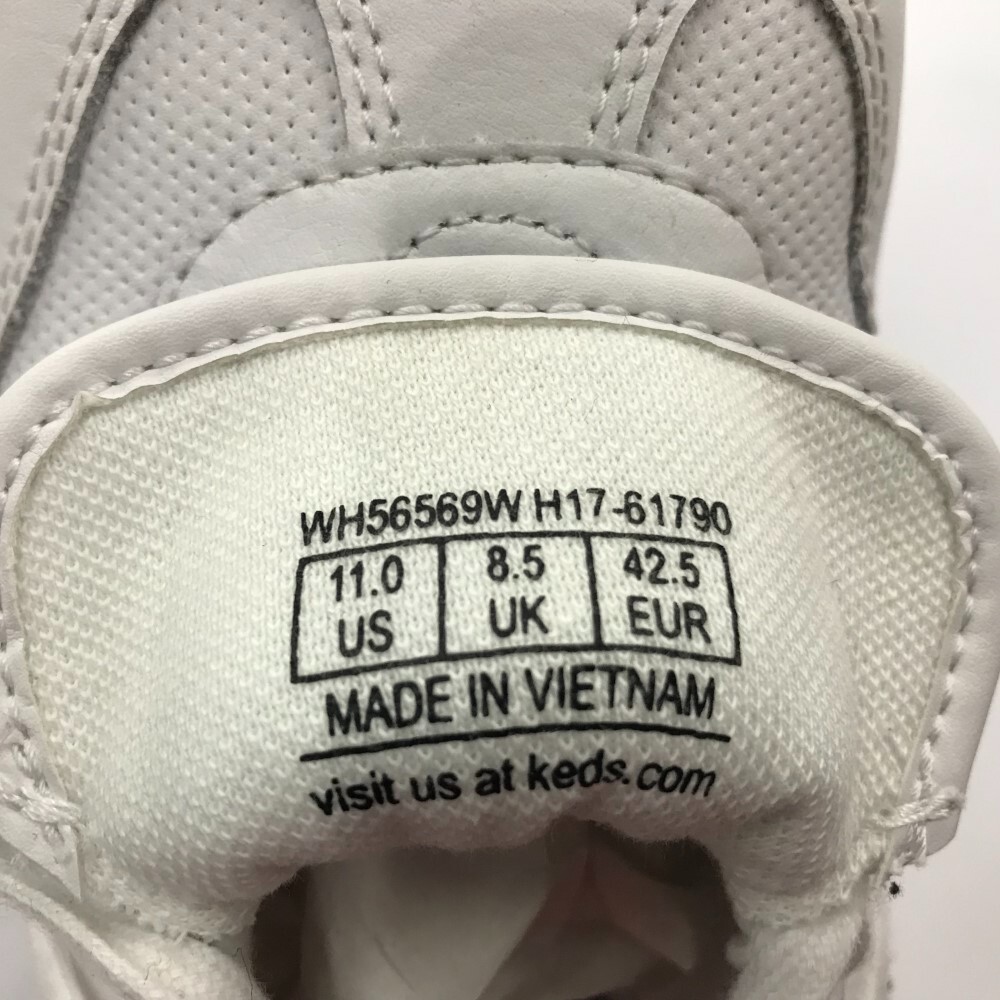 WH56569W H17-61790
11.0 8.5 42.5
US UK EUR
MADE IN VIETNAM
visit us at keds.com